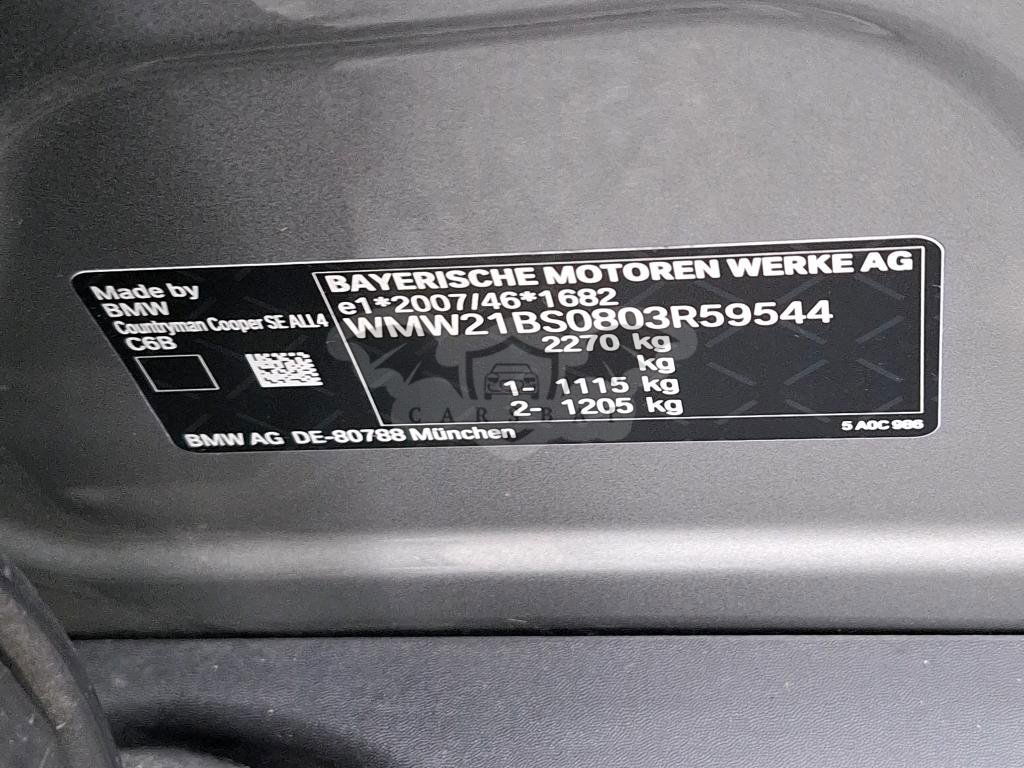 Made by
BMW
Countryman Cooper SE ALL4
C6B
BAYERISCHE MOTOREN WERKE AG
e1*2007/46*1682
WMW21BS0803R59544
2270 kg
kg
1- 1115 kg
2- 1205 kg
BMW AG DE-80788 München
5 A0C 986